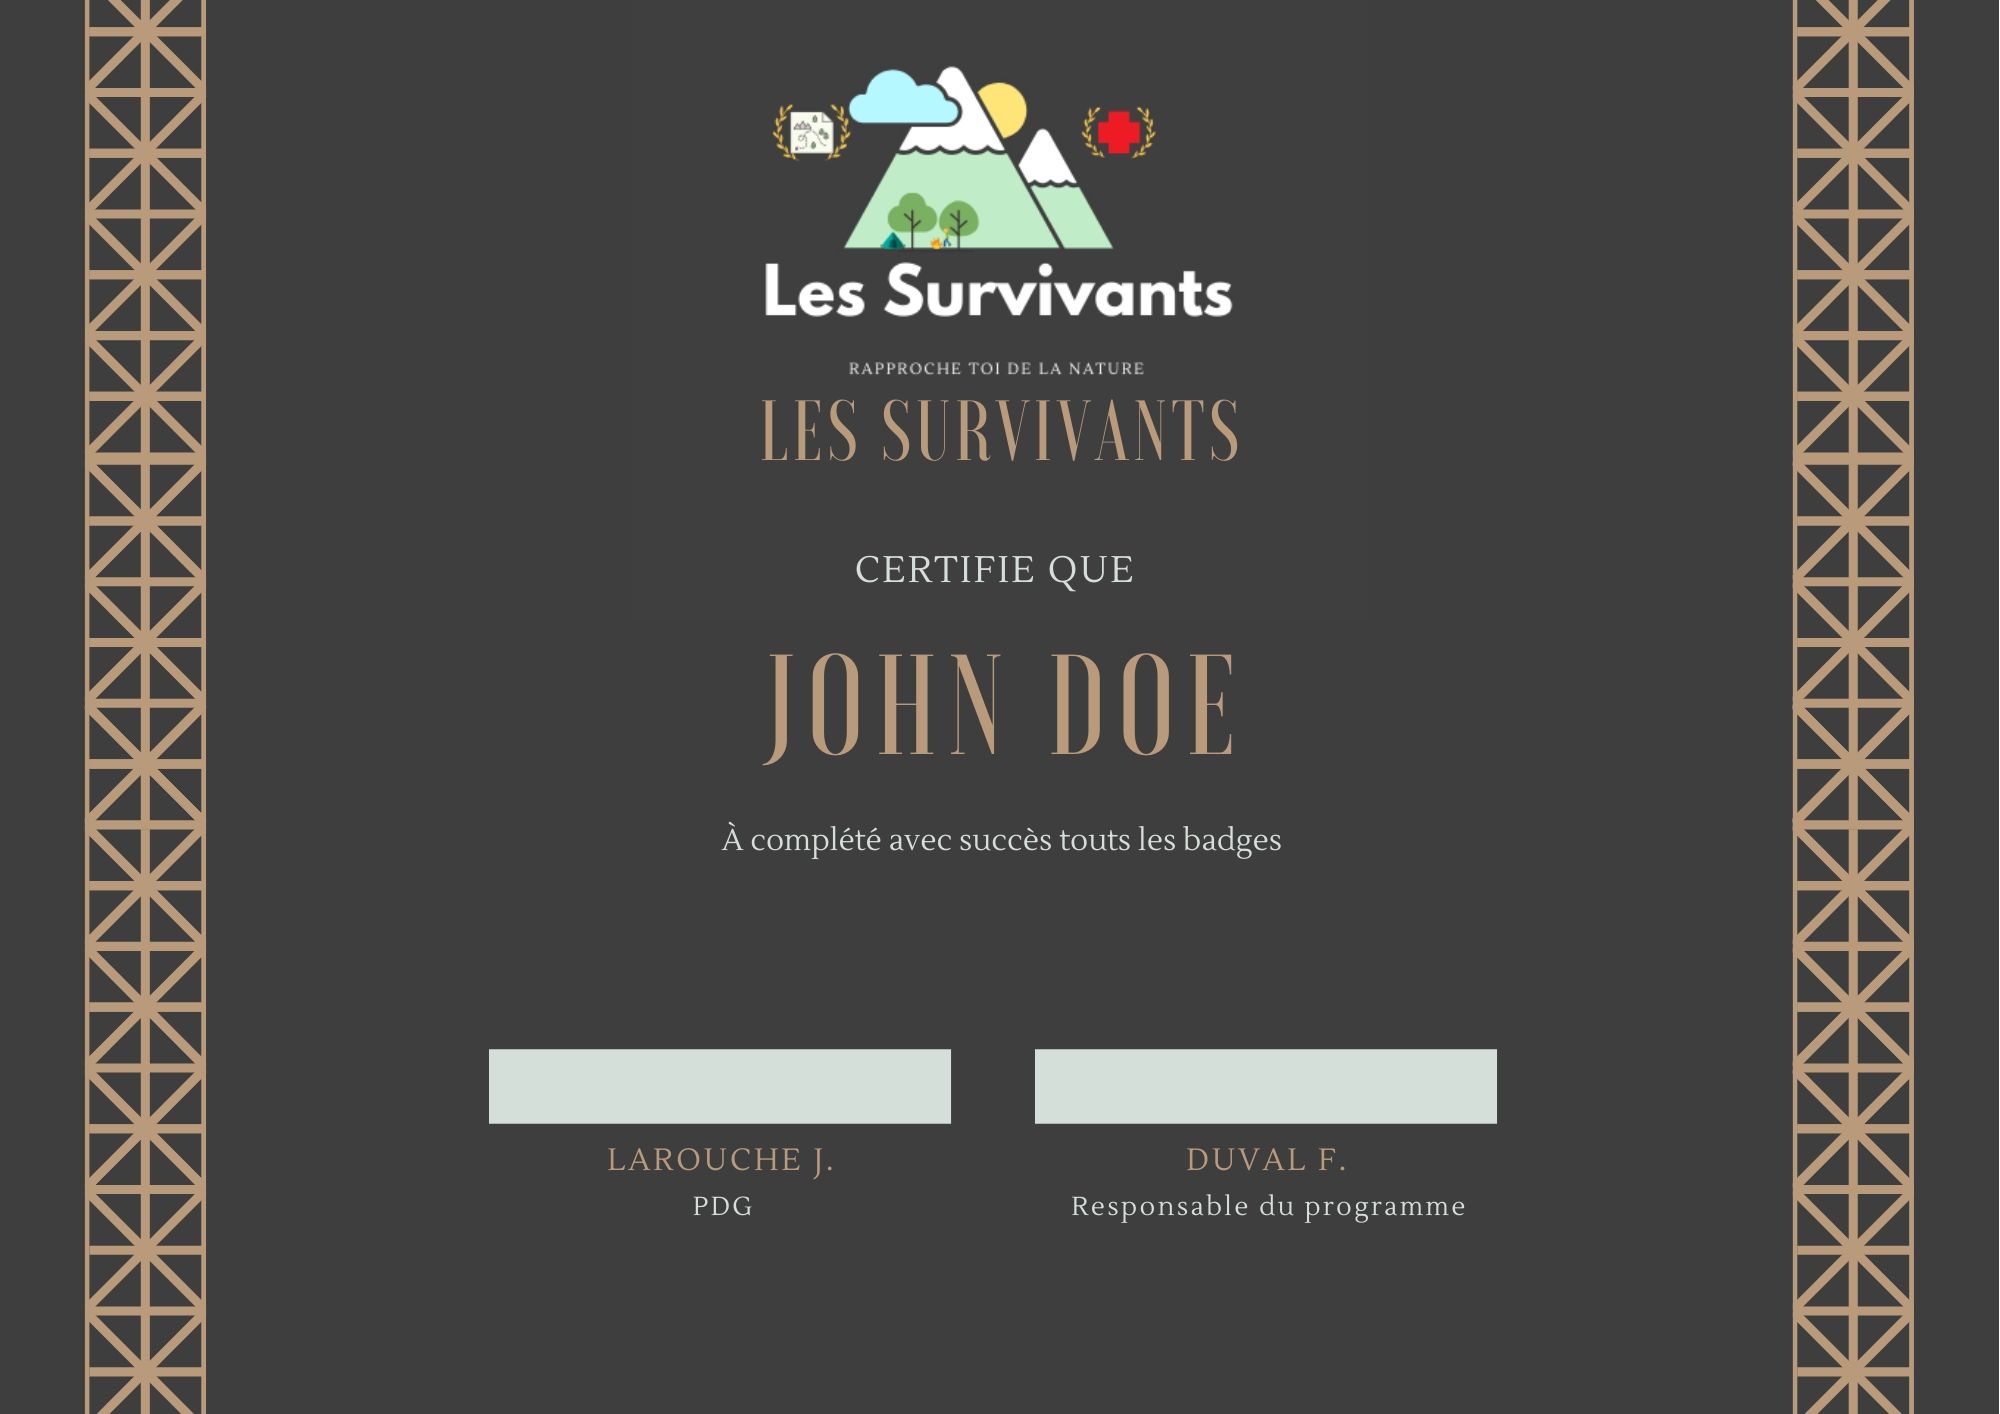 Les Survivants
RAPPROCHE TOI DE LA NATURE
LES SURVIVANTS
CERTIFIE QUE
JOHN DOE
À complété avec succès touts les badges
LAROUCHE J.
PDG
DUVAL F.
Responsable du programme